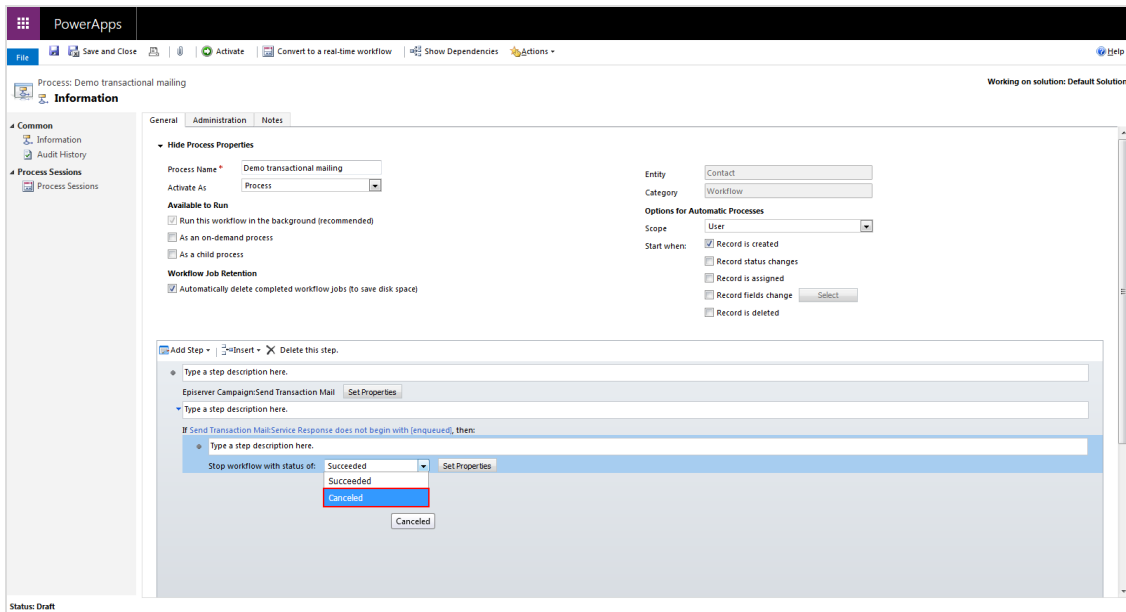 PowerApps
File Save and Close Activate Convert to a real-time workflow Show Dependencies Actions Help
Process: Demo transactional mailing
Information
Working on solution: Default Solution
Common
Information
Audit History
Process Sessions
Process Sessions
General Administration Notes
Hide Process Properties
Process Name * Demo transactional mailing
Activate As Process
Available to Run
Run this workflow in the background (recommended)
As an on-demand process
As a child process
Workflow Job Retention
Automatically delete completed workflow jobs (to save disk space)
Entity Contact
Category Workflow
Options for Automatic Processes
Scope User
Start when: Record is created
Record status changes
Record is assigned
Record fields change Select
Record is deleted
Add Step Insert Delete this step.
Type a step description here.
Episerver Campaign:Send Transaction Mail Set Properties
Type a step description here.
If Send Transaction Mail:Service Response does not begin with [enqueued], then:
Type a step description here.
Stop workflow with status of: Succeeded Set Properties
Succeeded
Canceled
Canceled
Status: Draft